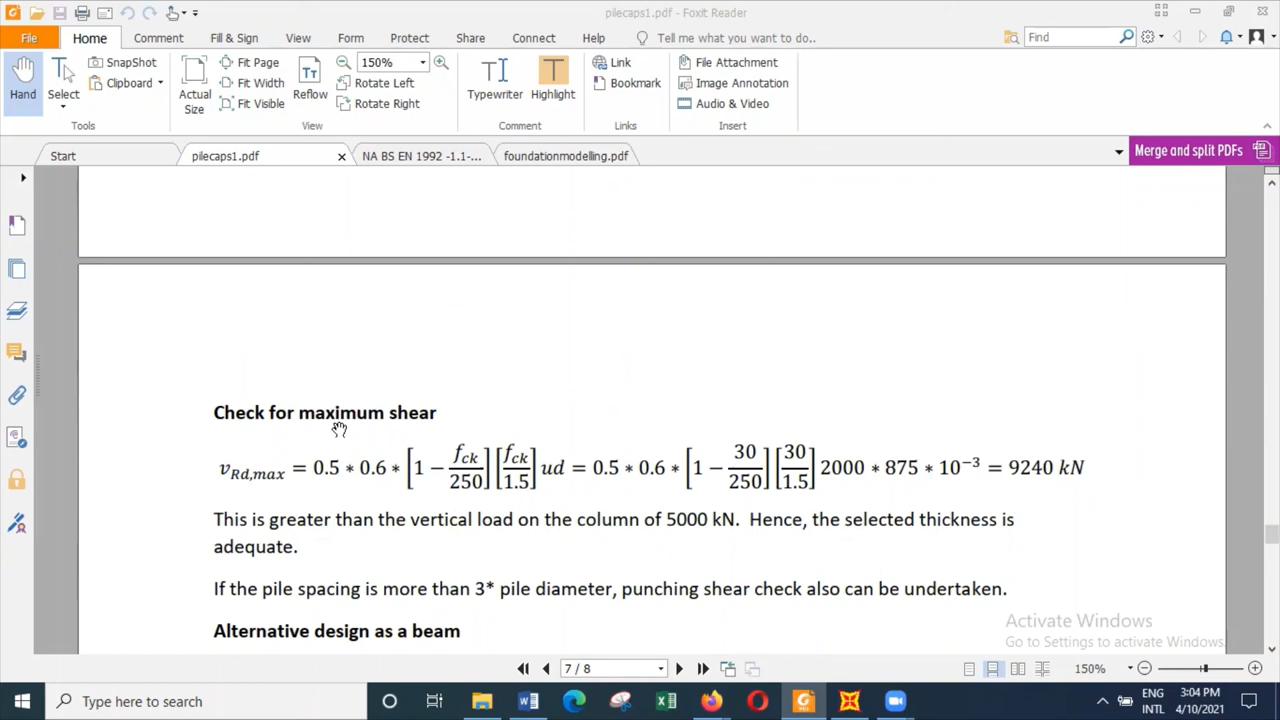 pilecaps1.pdf - Foxit Reader
File Home Comment Fill & Sign View Form Protect Share Connect Help Tell me what you want to do.. Find
Hand
Select
SnapShot
Clipboard
Tools
Actual Size
Fit Page
Fit Width
Fit Visible
Reflow
150%
Rotate Left
Rotate Right
View
Typewriter
Highlight
Comment
Link
Bookmark
Links
File Attachment
Image Annotation
Audio & Video
Insert
Start pilecaps1.pdf NA BS EN 1992 -1.1-... foundationmodelling.pdf Merge and split PDFs
Check for maximum shear
v_{Rd,max} = 0.5 * 0.6 * [1 − f_{ck}/250] [f_{ck}/1.5] ud = 0.5 * 0.6 * [1 − 30/250] [30/1.5] 2000 * 875 * 10^{−3} = 9240 kN
This is greater than the vertical load on the column of 5000 kN. Hence, the selected thickness is
adequate.
If the pile spacing is more than 3* pile diameter, punching shear check also can be undertaken.
Alternative design as a beam
Activate Windows
Go to Settings to activate Windows.
7 / 8 150%
Type here to search
ENG
INTL
3:04 PM
4/10/2021